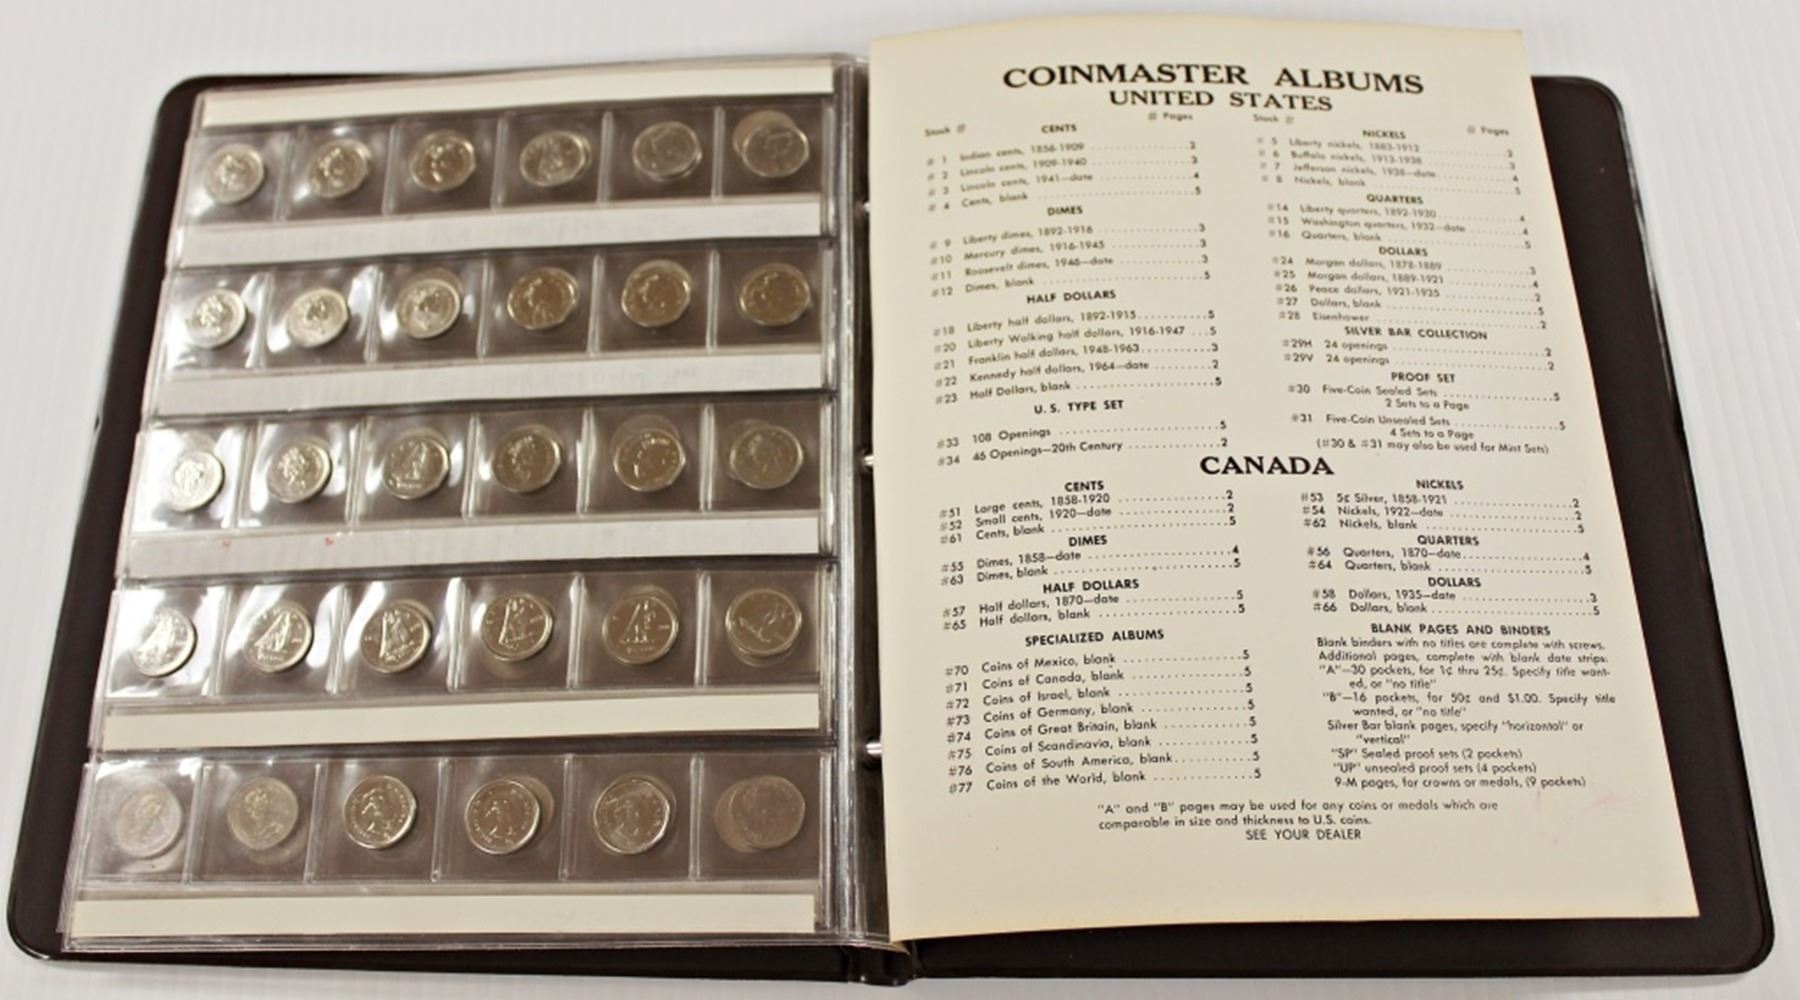 COINMASTER ALBUMS
UNITED STATES
Stock # # Pages
CENTS
# 1 Indian cents, 1856-1909 ....................2
# 2 Lincoln cents, 1909-1940 ....................3
# 3 Lincoln cents, 1941—date ....................4
# 4 Cents, blank ....................5
DIMES
# 9 Liberty dimes, 1892-1916 ....................3
#10 Mercury dimes, 1916-1945 ....................3
#11 Roosevelt dimes, 1946—date ....................3
#12 Dimes, blank ....................5
HALF DOLLARS
#18 Liberty half dollars, 1892-1915 ..........5
#20 Liberty Walking half dollars, 1916-1947 ...5
#21 Franklin half dollars, 1948-1963 ..........3
#22 Kennedy half dollars, 1964—date ..........2
#23 Half Dollars, blank ....................5
U. S. TYPE SET
#33 108 Openings ....................5
#34 46 Openings—20th Century ....................2
Stock # # Pages
NICKELS
# 5 Liberty nickels, 1883-1912 ....................2
# 6 Buffalo nickels, 1913-1938 ....................3
# 7 Jefferson nickels, 1938—date ....................4
# 8 Nickels, blank ....................5
QUARTERS
#14 Liberty quarters, 1892-1930 ....................4
#15 Washington quarters, 1932—date ..........4
#16 Quarters, blank ....................5
DOLLARS
#24 Morgan dollars, 1878-1889 ....................3
#25 Morgan dollars, 1889-1921 ....................4
#26 Peace dollars, 1921-1935 ....................2
#27 Dollars, blank ....................5
#28 Eisenhower ....................2
SILVER BAR COLLECTION
#29H 24 openings ....................2
#29V 24 openings ....................2
PROOF SET
#30 Five-Coin Sealed Sets ....................5
2 Sets to a Page
#31 Five-Coin Unsealed Sets ....................5
4 Sets to a Page
(#30 & #31 may also be used for Mint Sets)
CANADA
CENTS
#51 Large cents, 1858-1920 ....................2
#52 Small cents, 1920—date ....................2
#61 Cents, blank ....................5
DIMES
#55 Dimes, 1858—date ....................4
#63 Dimes, blank ....................5
HALF DOLLARS
#57 Half dollars, 1870—date ....................5
#65 Half dollars, blank ....................5
SPECIALIZED ALBUMS
#70 Coins of Mexico, blank ....................5
#71 Coins of Canada, blank ....................5
#72 Coins of Israel, blank ....................5
#73 Coins of Germany, blank ....................5
#74 Coins of Great Britain, blank ....................5
#75 Coins of Scandinavia, blank ....................5
#76 Coins of South America, blank ..........5
#77 Coins of the World, blank ....................5
NICKELS
#53 5¢ Silver, 1858-1921 ....................2
#54 Nickels, 1922—date ....................2
#62 Nickels, blank ....................5
QUARTERS
#56 Quarters, 1870—date ....................4
#64 Quarters, blank ....................5
DOLLARS
#58 Dollars, 1935—date ....................3
#66 Dollars, blank ....................5
BLANK PAGES AND BINDERS
Blank binders with no titles are complete with screws.
Additional pages, complete with blank date strips:
"A"—30 pockets, for 1¢ thru 25¢. Specify title want-
ed, or "no title"
"B"—16 pockets, for 50¢ and $1.00. Specify title
wanted, or "no title"
Silver Bar blank pages, specify "horizontal" or
"vertical"
"SP" Sealed proof sets (2 pockets)
"UP" unsealed proof sets (4 pockets)
9-M pages, for crowns or medals, (9 pockets)
"A" and "B" pages may be used for any coins or medals which are
comparable in size and thickness to U.S. coins.
SEE YOUR DEALER